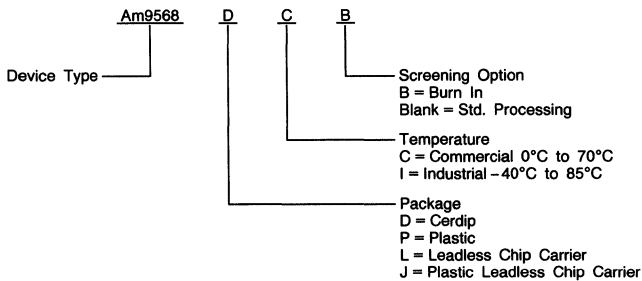 Am9568 D C B
Device Type
Screening Option
B = Burn In
Blank = Std. Processing
Temperature
C = Commercial 0°C to 70°C
I = Industrial –40°C to 85°C
Package
D = Cerdip
P = Plastic
L = Leadless Chip Carrier
J = Plastic Leadless Chip Carrier